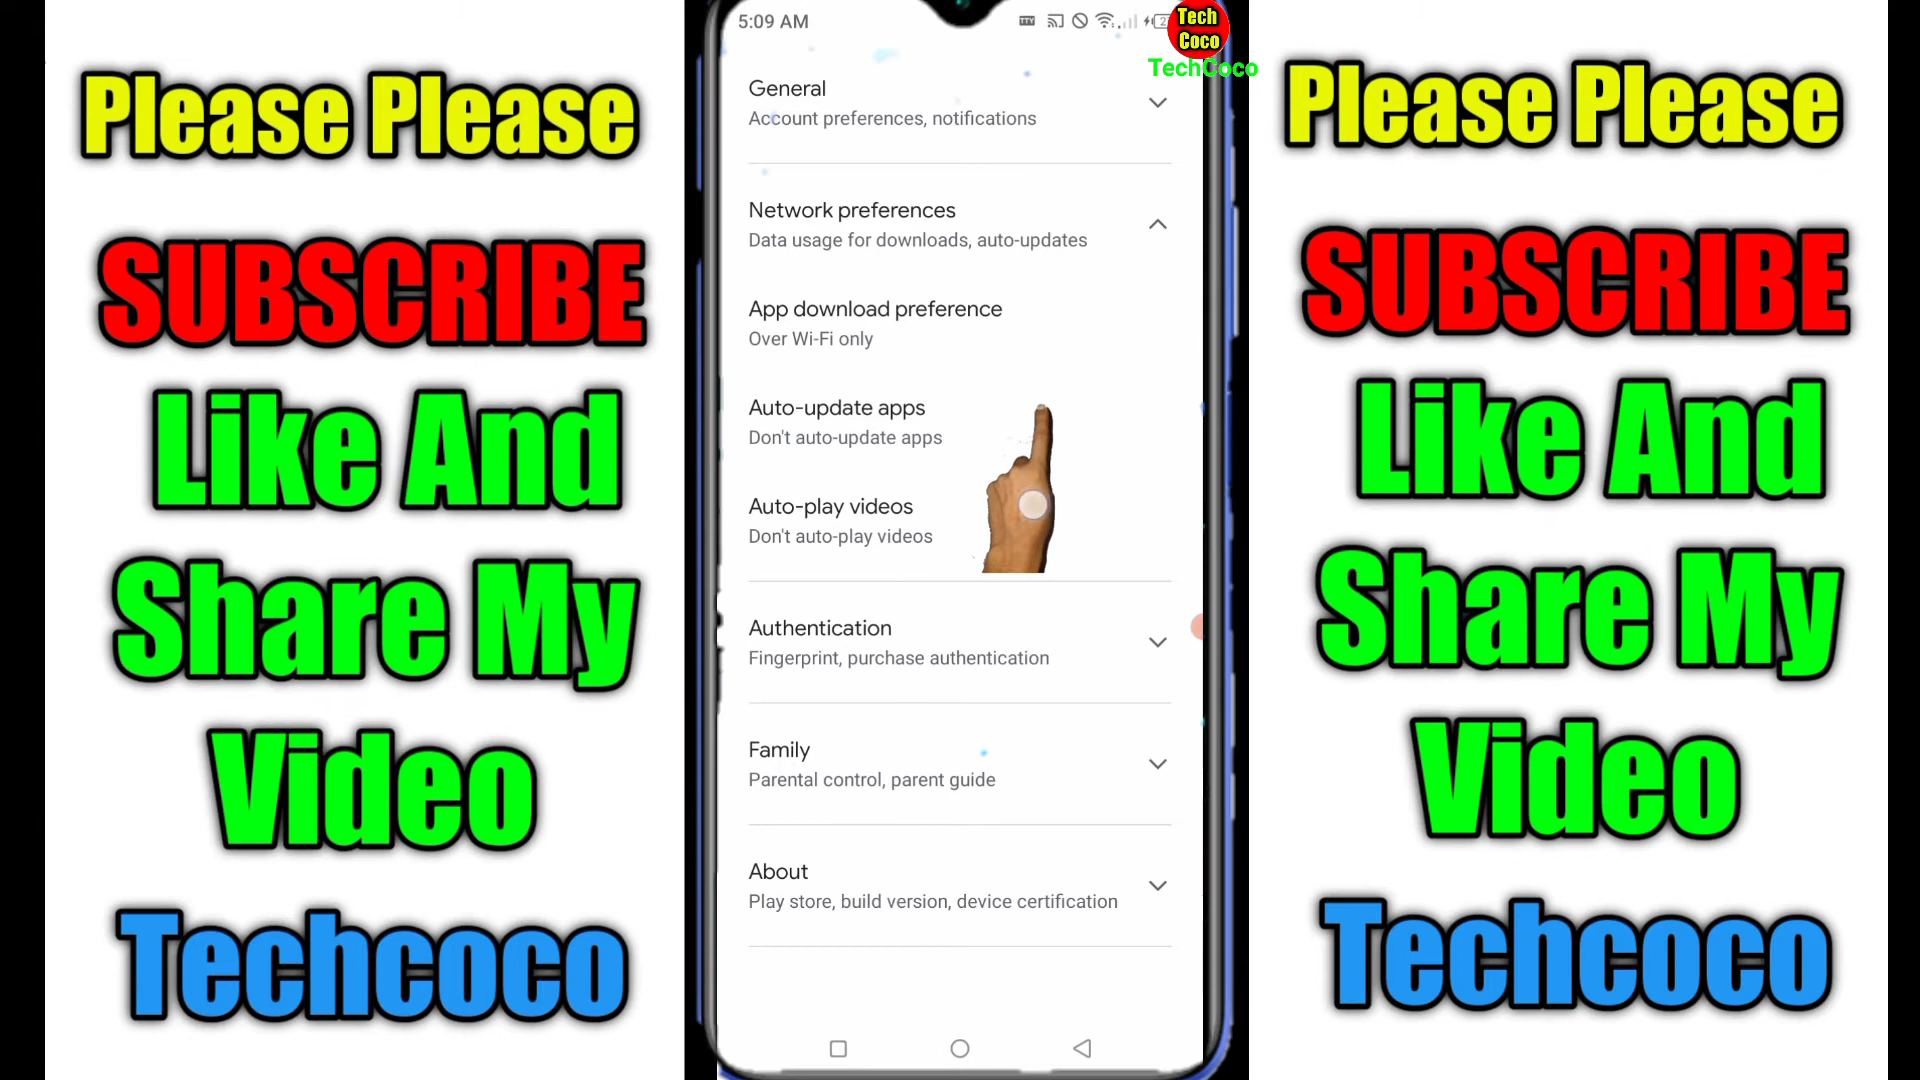 Please Please
SUBSCRIBE
Like And
Share My
Video
Techcoco
5:09 AM
General
Account preferences, notifications
Network preferences
Data usage for downloads, auto-updates
App download preference
Over Wi-Fi only
Auto-update apps
Don't auto-update apps
Auto-play videos
Don't auto-play videos
Authentication
Fingerprint, purchase authentication
Family
Parental control, parent guide
About
Play store, build version, device certification
Tech
Coco
TechCoco
Please Please
SUBSCRIBE
Like And
Share My
Video
Techcoco